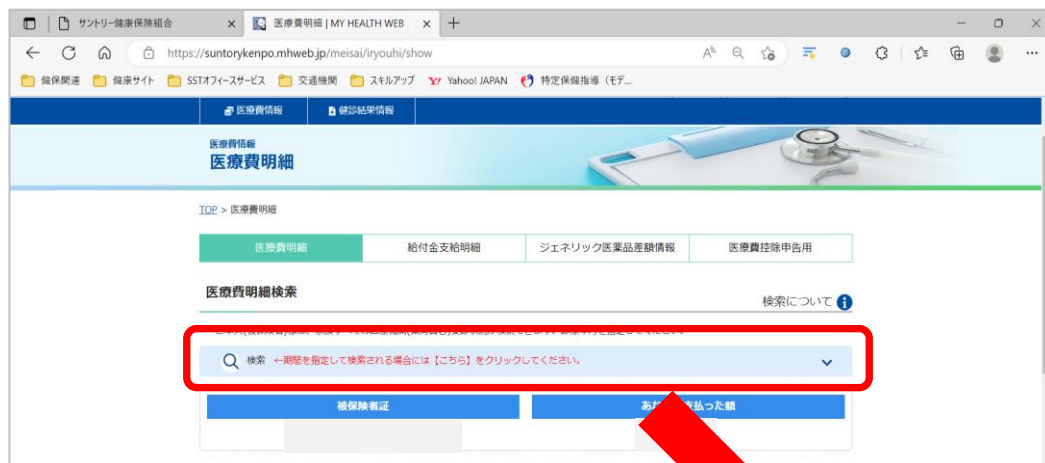 サントリー健康保険組合
医療費明細 | MY HEALTH WEB
https://suntorykenpo.mhweb.jp/meisai/iryouhi/show
健保関連 健康サイト SSTオフィースサービス 交通機関 スキルアップ Yahoo! JAPAN 特定保健指導（モデ...
医療費情報 健診結果情報
医療費情報
医療費明細
TOP > 医療費明細
医療費明細 給付金支給明細 ジェネリック医薬品差額情報 医療費控除申告用
医療費明細検索
検索について
検索 ←期間を指定して検索される場合には【こちら】をクリックしてください。
被保険者証 払った額